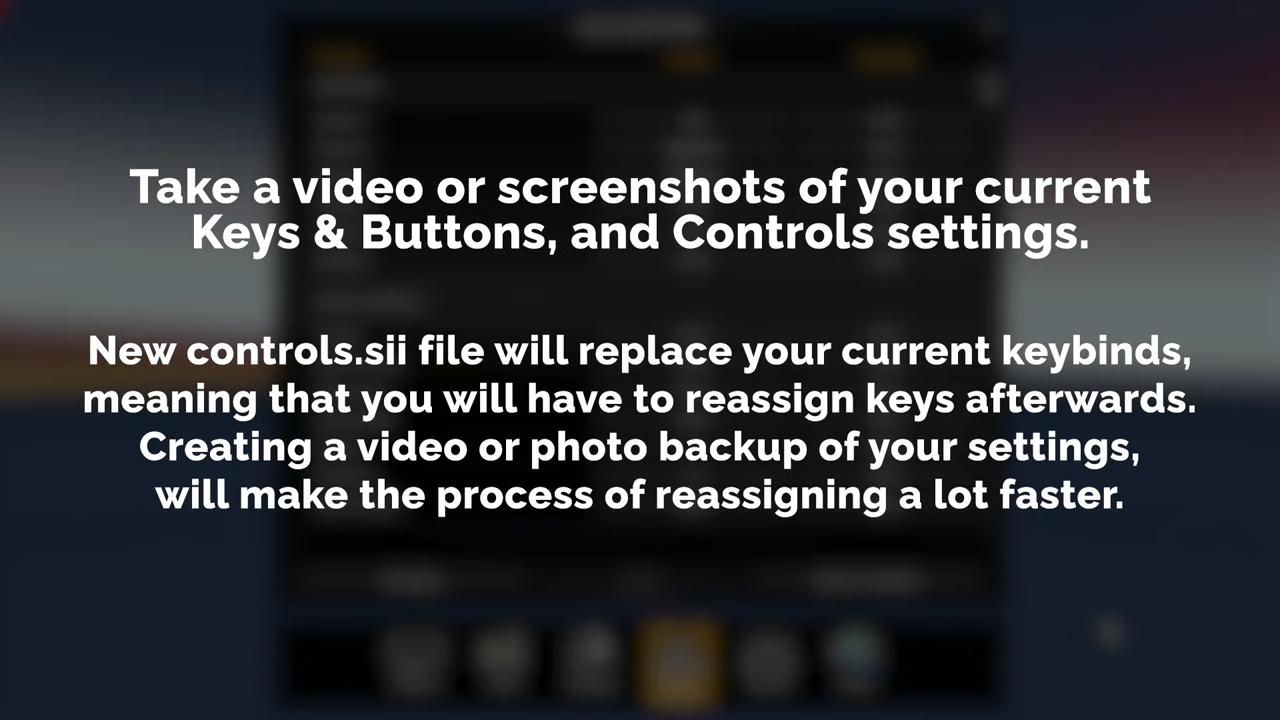 Take a video or screenshots of your current
Keys & Buttons, and Controls settings.
New controls.sii file will replace your current keybinds,
meaning that you will have to reassign keys afterwards.
Creating a video or photo backup of your settings,
will make the process of reassigning a lot faster.